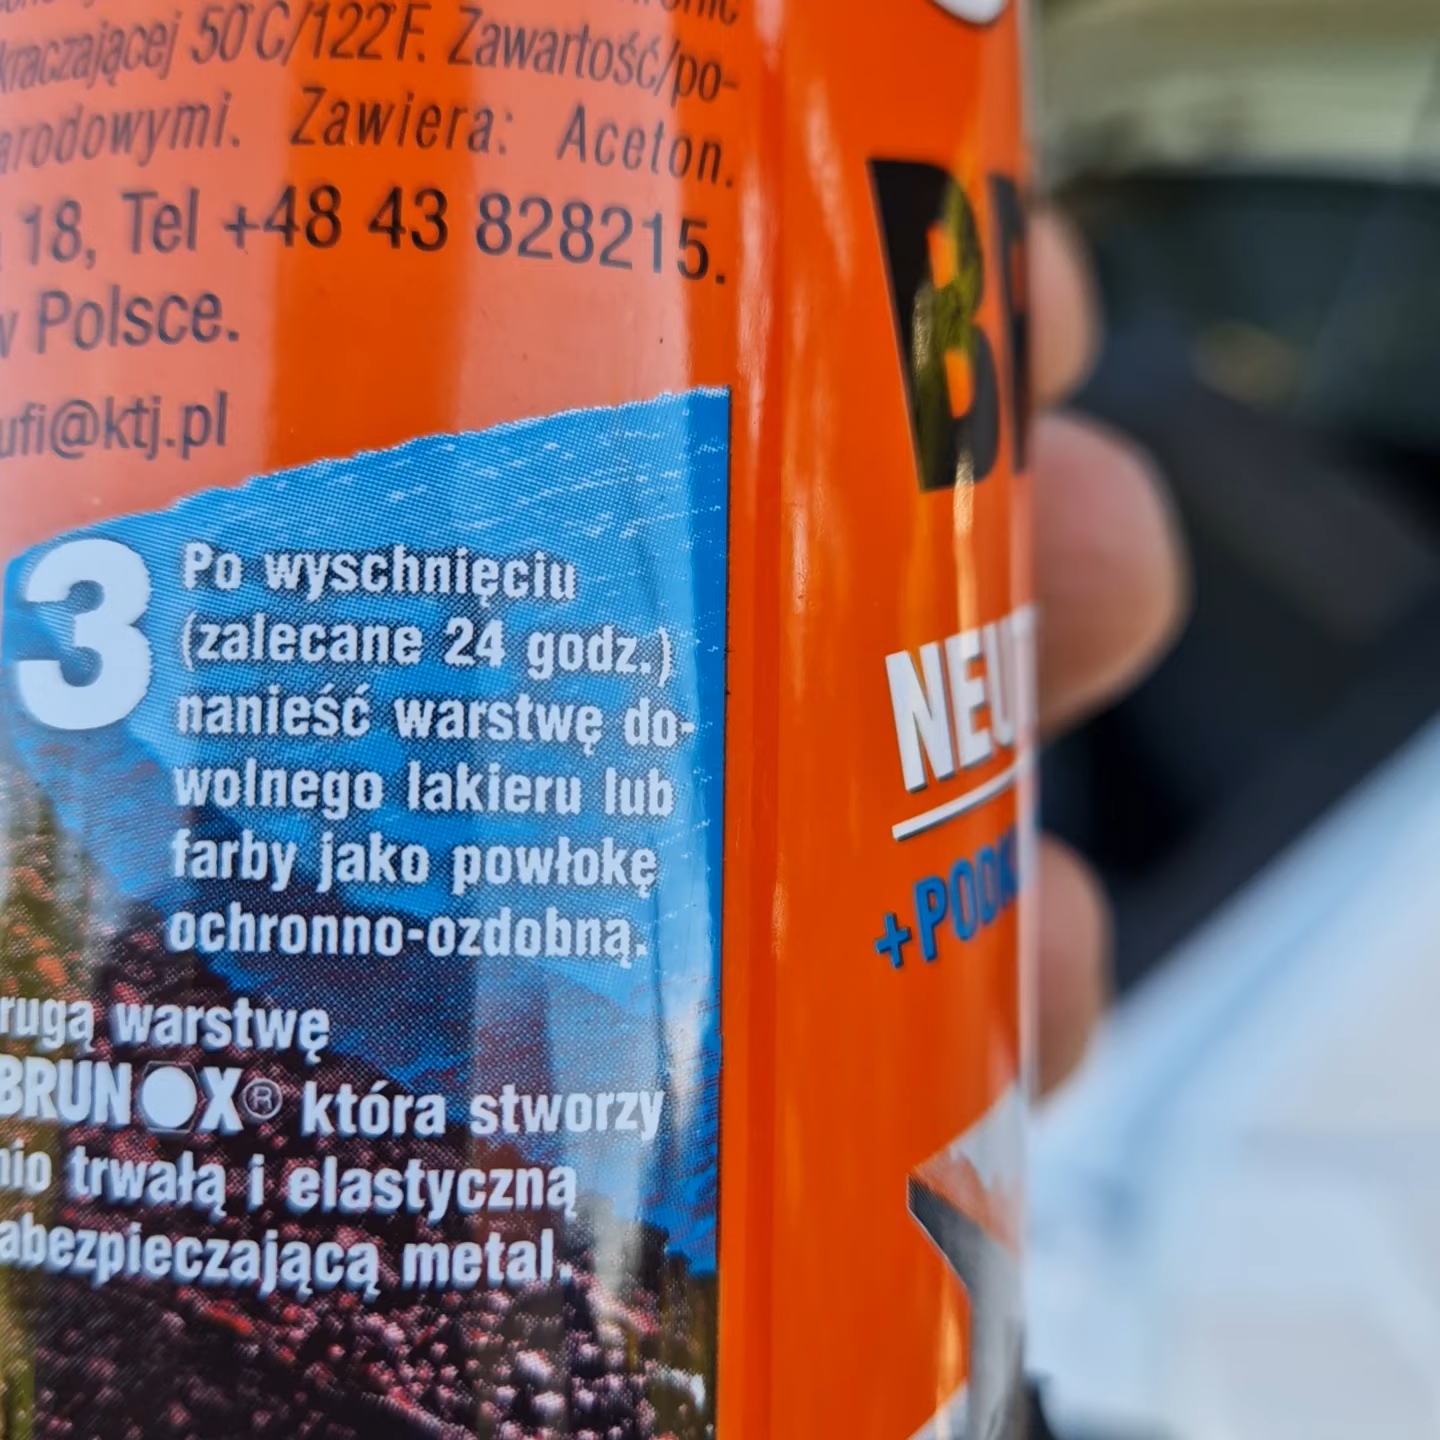 kraczającej 50°C/122°F. Zawartość/po-
arodowymi. Zawiera: Aceton.
18, Tel +48 43 828215.
w Polsce.
ufi@ktj.pl
3
Po wyschnięciu
(zalecane 24 godz.)
nanieść warstwę do-
wolnego lakieru lub
farby jako powłokę
ochronno-ozdobną.
rugą warstwę
BRUNOX® która stworzy
nio trwałą i elastyczną
abezpieczającą metal.
BR
NEUT
+PODK